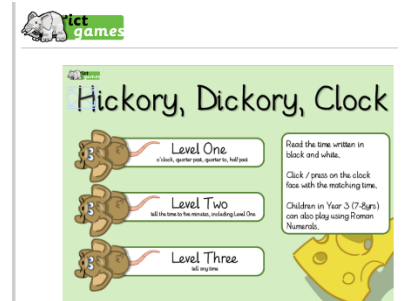 ict
games
Hickory, Dickory, Clock
Level One
o'clock, quarter past, quarter to, half past
Level Two
tell the time to five minutes, including Level One
Level Three
tell any time
Read the time written in
black and white.
Click / press on the clock
face with the matching time.
Children in Year 3 (7-8yrs)
can also play using Roman
Numerals.